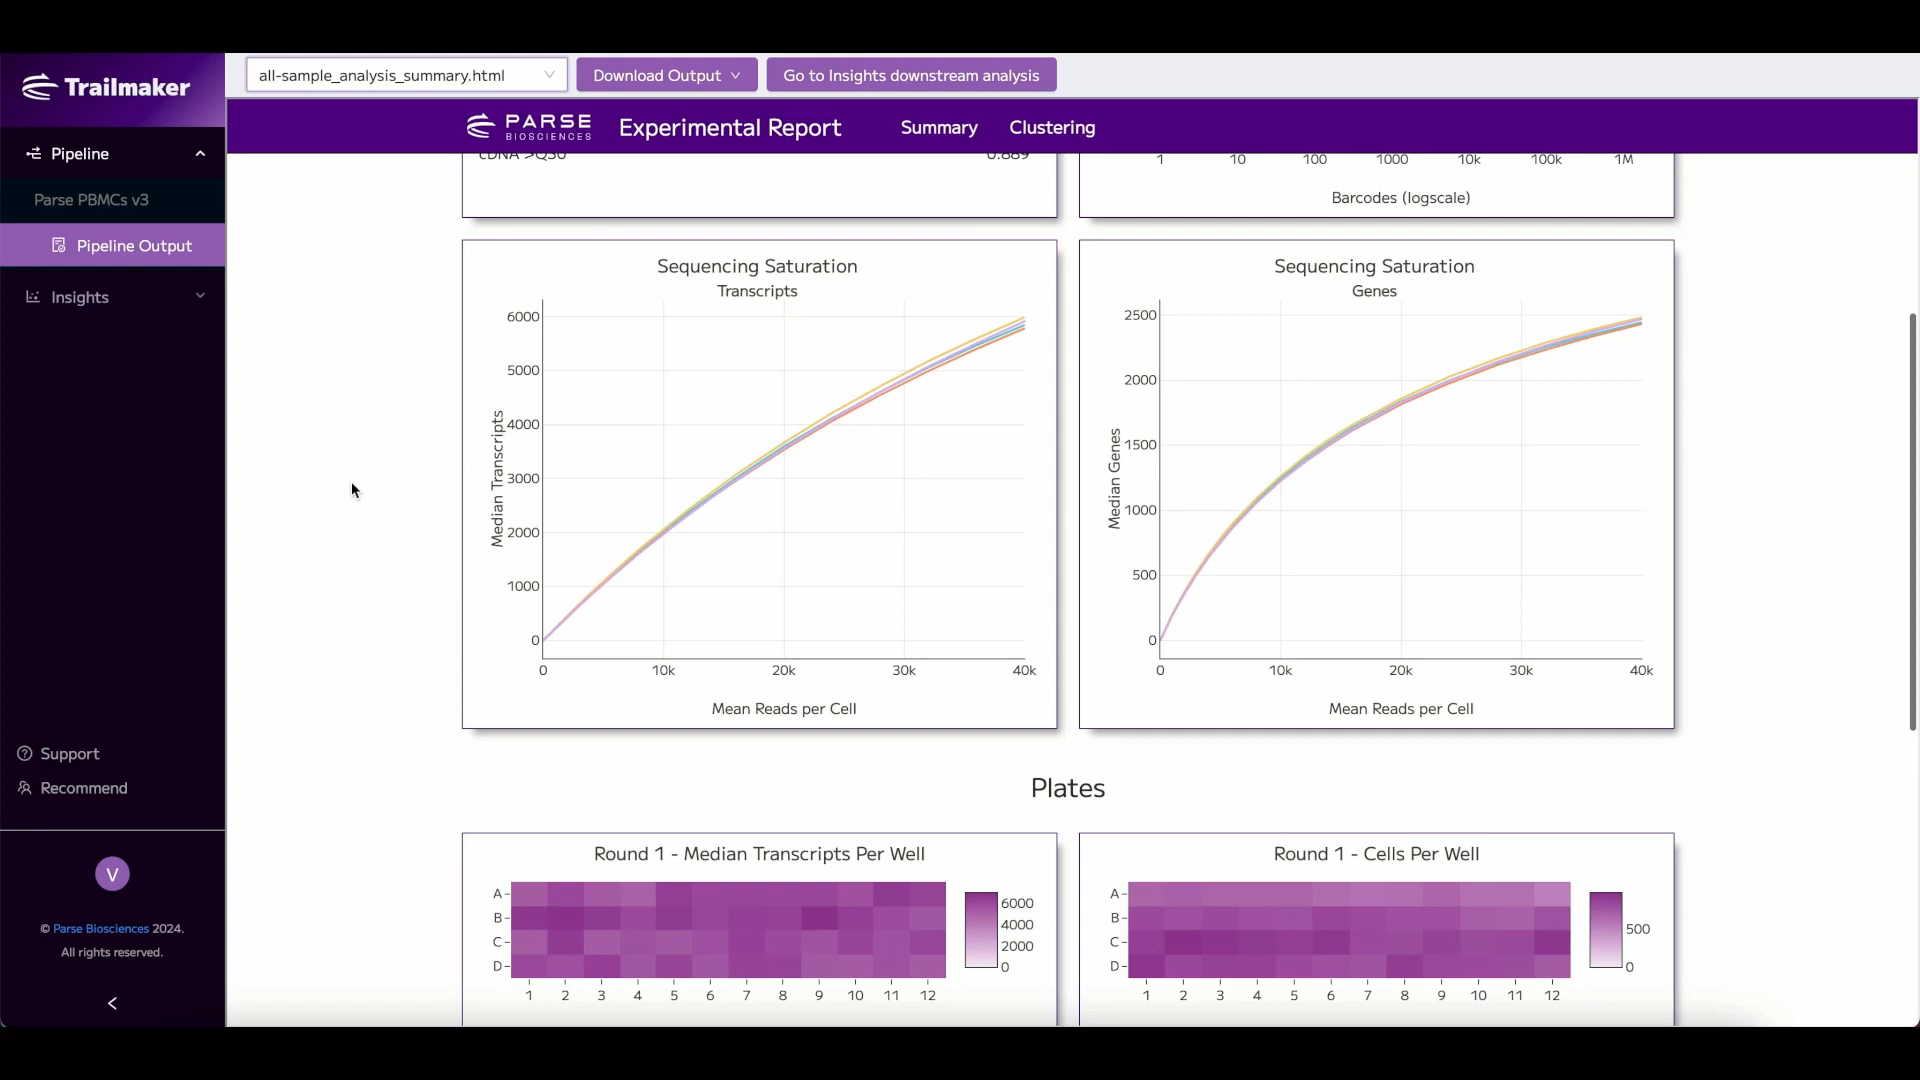 Trailmaker
all-sample_analysis_summary.html
Download Output
Go to Insights downstream analysis
PARSE
BIOSCIENCES
Experimental Report
Summary
Clustering
Pipeline
Parse PBMCs v3
Pipeline Output
Insights
cDNA >Q30
0.889
1 10 100 1000 10k 100k 1M
Barcodes (logscale)
Sequencing Saturation
Transcripts
6000
5000
4000
3000
2000
1000
0
Median Transcripts
0 10k 20k 30k 40k
Mean Reads per Cell
Sequencing Saturation
Genes
2500
2000
1500
1000
500
0
Median Genes
0 10k 20k 30k 40k
Mean Reads per Cell
Plates
Round 1 - Median Transcripts Per Well
A
B
C
D
1 2 3 4 5 6 7 8 9 10 11 12
6000
4000
2000
0
Round 1 - Cells Per Well
A
B
C
D
1 2 3 4 5 6 7 8 9 10 11 12
500
0
Support
Recommend
V
© Parse Biosciences 2024.
All rights reserved.